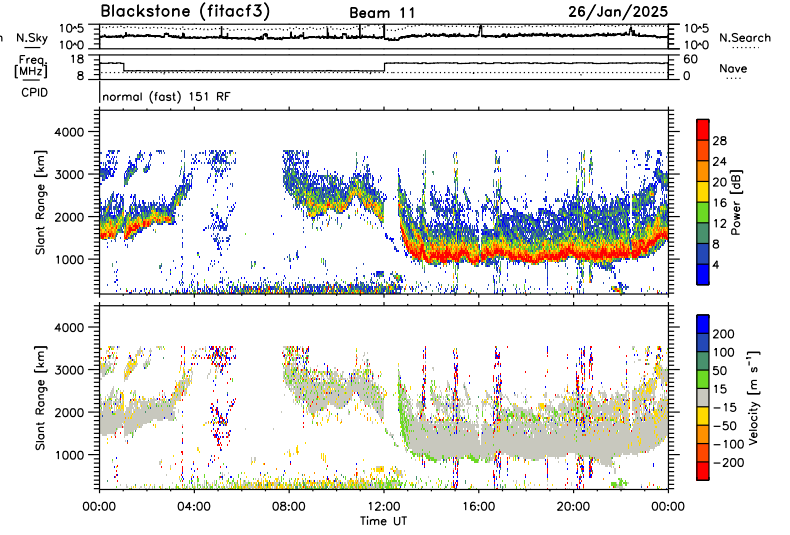 Blackstone (fitacf3) Beam 11 26/Jan/2025
n N.Sky 10^5 10^5 N.Search
10^0 10^0
Freq. 18 60
[MHz] 8 0 Nave
CPID normal (fast) 151 RF
4000
3000
2000
1000
Slant Range [km]
28
24
20
16
12
8
4
Power [dB]
4000
3000
2000
1000
Slant Range [km]
200
100
50
15
-15
-50
-100
-200
Velocity [m s⁻¹]
00:00 04:00 08:00 12:00 16:00 20:00 00:00
Time UT